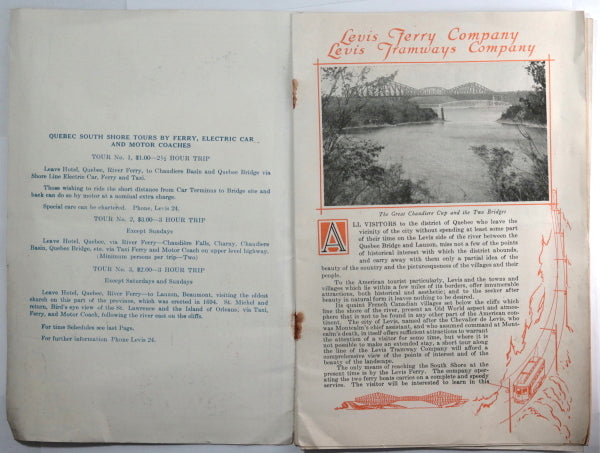 QUEBEC SOUTH SHORE TOURS BY FERRY, ELECTRIC CAR
AND MOTOR COACHES
TOUR No. 1, $1.00—2½ HOUR TRIP
Leave Hotel, Quebec, River Ferry, to Chaudiere Basin and Quebec Bridge via
Shore Line Electric Car, Ferry and Taxi.
Those wishing to ride the short distance from Car Terminus to Bridge site and
back can do so by motor at a nominal extra charge.
Special cars can be chartered. Phone, Levis 24.
TOUR No. 2, $3.00—3 HOUR TRIP
Except Sundays
Leave Hotel, Quebec, via River Ferry—Chaudière Falls, Charny, Chaudiere
Basin, Quebec Bridge, etc. via Taxi Ferry and Motor Coach on upper level highway.
(Minimum persons per trip—Two)
TOUR No. 3, $2.00—3 HOUR TRIP
Except Saturdays and Sundays
Leave Hotel, Quebec, River Ferry—to Lauzon, Beaumont, visiting the oldest
church on this part of the province, which was erected in 1694. St. Michel and
return, Bird's eye view of the St. Lawrence and the Island of Orleans; via Taxi,
Ferry, and Motor Coach, following the river east on the cliffs.
For time Schedules see last Page.
For further information Phone Levis 24.
Levis Ferry Company
Levis Tramways Company
The Great Chaudiere Cup and the Two Bridges
ALL VISITORS to the district of Quebec who leave the
vicinity of the city without spending at least some part
of their time on the Levis side of the river between the
Quebec Bridge and Lauzon, miss not a few of the points
of historical interest with which the district abounds,
and carry away with them only a partial idea of the
beauty of the country and the picturesqueness of the villages and their
people.
To the American tourist particularly, Levis and the towns and
villages which lie within a few miles of its borders, offer innumerable
attractions, both historical and aesthetic; and to the seeker after
beauty in natural form it leaves nothing to be desired.
Its quaint French Canadian villages set below the cliffs which
line the shore of the river, present an Old World aspect and atmos-
phere that is not to be found in any other part of the American con-
tinent. The city of Levis, named after the Chevalier de Levis, who
was Montcalm's chief assistant, and who assumed command at Mont-
calm's death, in itself offers sufficient attractions to warrant
the attention of a visitor for some time, but where it is
not possible to make an extended stay, a short tour along
the line of the Levis Tramway Company will afford a
comprehensive view of the points of interest and of the
beauty of the landscape.
The only means of reaching the South Shore at the
present time is by the Levis Ferry. The company oper-
ating the two ferry boats carries on a complete and speedy
service. The visitor will be interested to learn in this